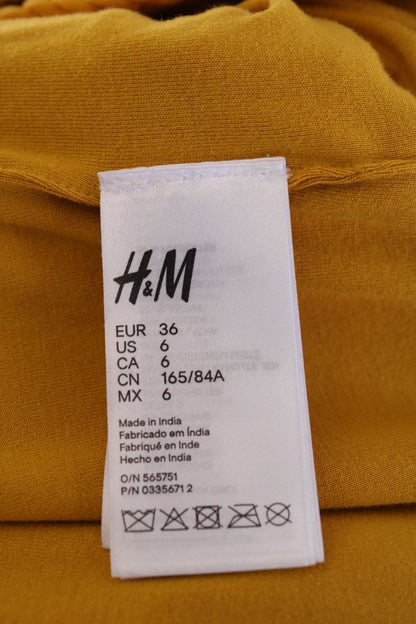 H&M
EUR 36
US 6
CA 6
CN 165/84A
MX 6
Made in India
Fabricado em Índia
Fabriqué en Inde
Hecho en India
O/N 565751
P/N 0335671 2